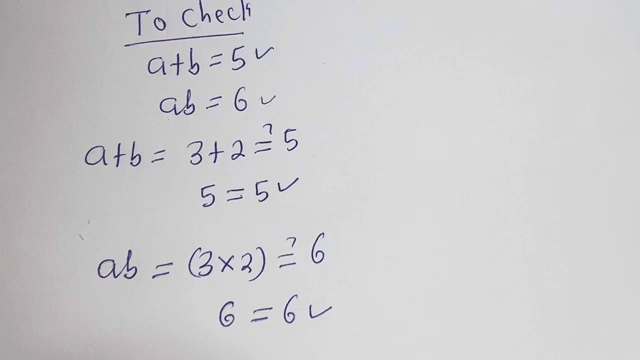 To Check
a+b = 5 ✓
ab = 6 ✓
a+b = 3+2 ≟ 5
5 = 5 ✓
ab = (3×2) ≟ 6
6 = 6 ✓